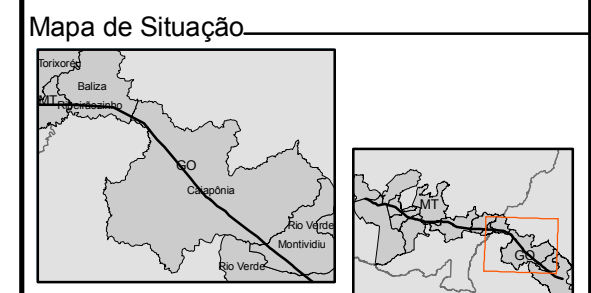 Mapa de Situação
Torixoréu
Baliza
MT
Ribeirãozinho
GO
Caiapônia
Rio Verde
Montividiu
Rio Verde
MT
GO